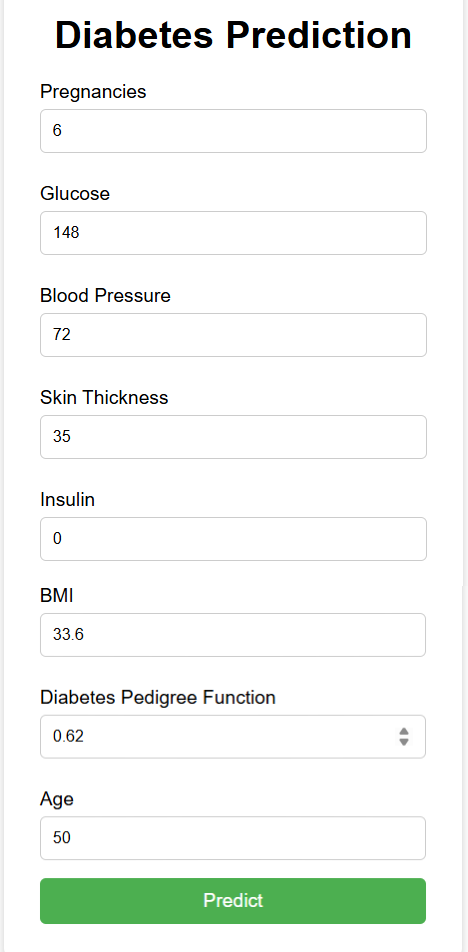 Diabetes Prediction
Pregnancies
6
Glucose
148
Blood Pressure
72
Skin Thickness
35
Insulin
0
BMI
33.6
Diabetes Pedigree Function
0.62
Age
50
Predict